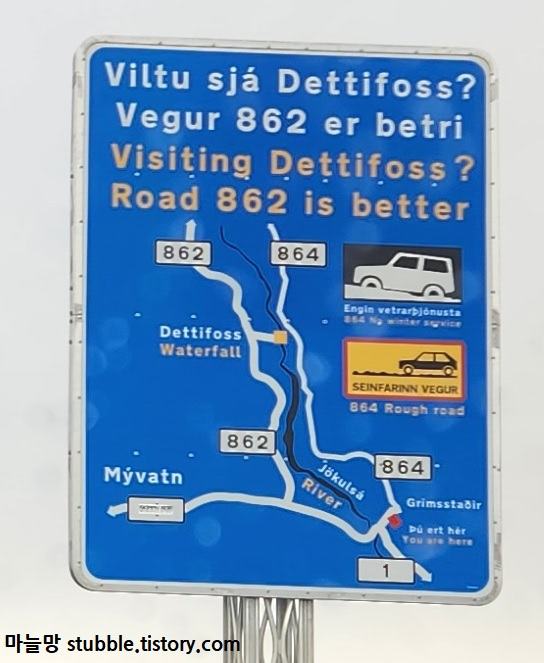 Viltu sjá Dettifoss?
Vegur 862 er betri
Visiting Dettifoss?
Road 862 is better
862
864
Engin vetrarþjónusta
864 No winter service
Dettifoss
Waterfall
SEINFARINN VEGUR
864 Rough road
862
864
Mývatn
Jökulsá
River
Grímsstaðir
Þú ert hér
You are here
1
마늘망 stubble.tistory.com